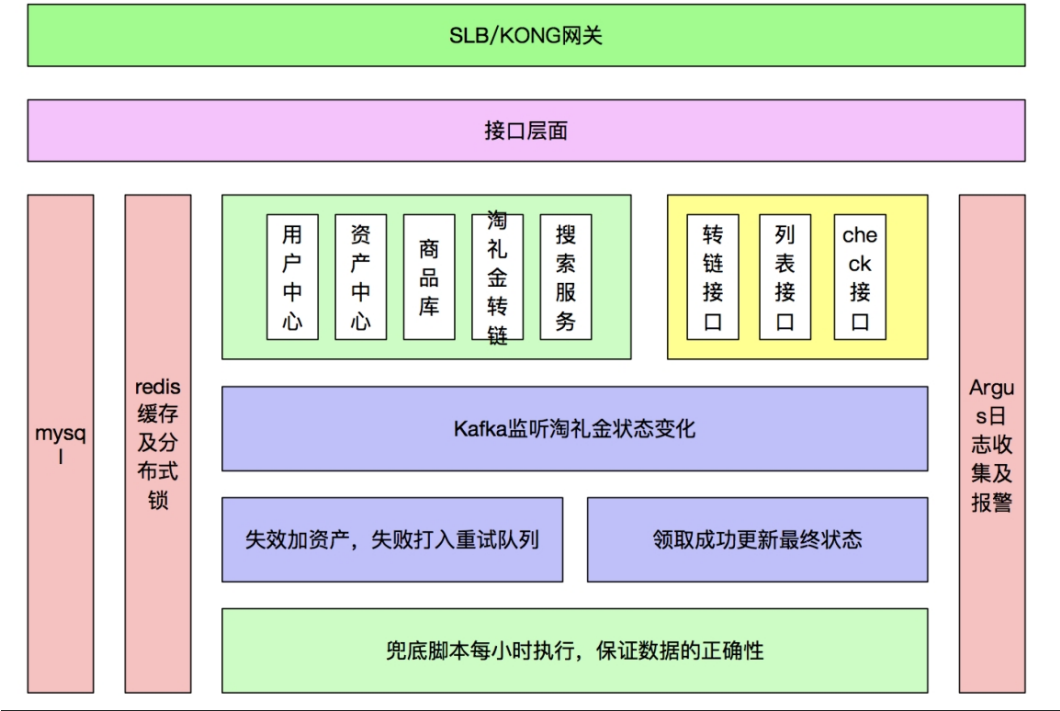 SLB/KONG网关
接口层面
mysq
l
redis
缓存
及分
布式
锁
用
户
中
心
资
产
中
心
商
品
库
淘
礼
金
转
链
搜
索
服
务
转
链
接
口
列
表
接
口
che
ck
接
口
Argu
s日
志收
集及
报警
Kafka监听淘礼金状态变化
失效加资产，失败打入重试队列
领取成功更新最终状态
兜底脚本每小时执行，保证数据的正确性